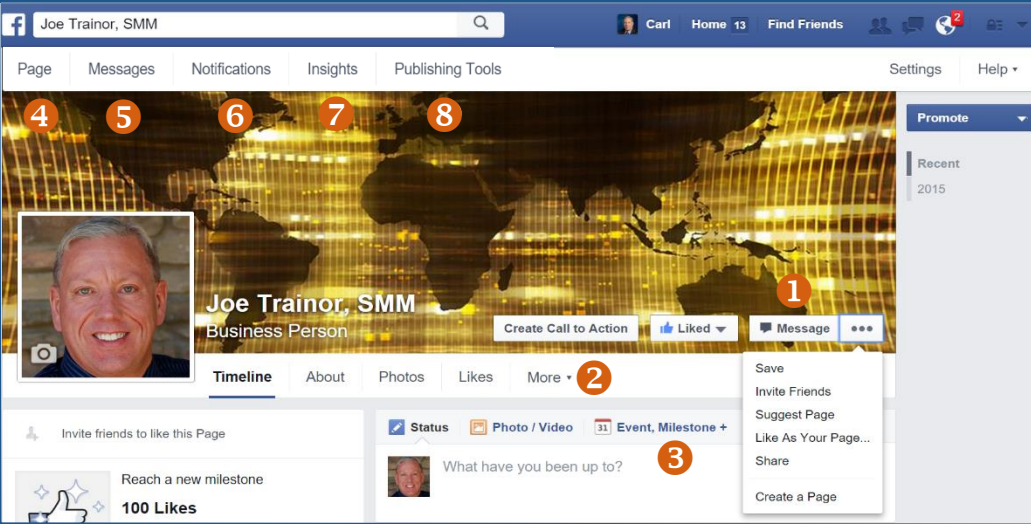 f Joe Trainor, SMM Carl Home 13 Find Friends 2
Page Messages Notifications Insights Publishing Tools Settings Help
4 5 6 7 8
Promote
Recent
2015
1
Joe Trainor, SMM
Business Person
Create Call to Action Liked Message
Timeline About Photos Likes More 2
Save
Invite Friends
Suggest Page
Like As Your Page...
Share
Create a Page
Invite friends to like this Page
Reach a new milestone
100 Likes
Status Photo / Video 31 Event, Milestone +
3
What have you been up to?